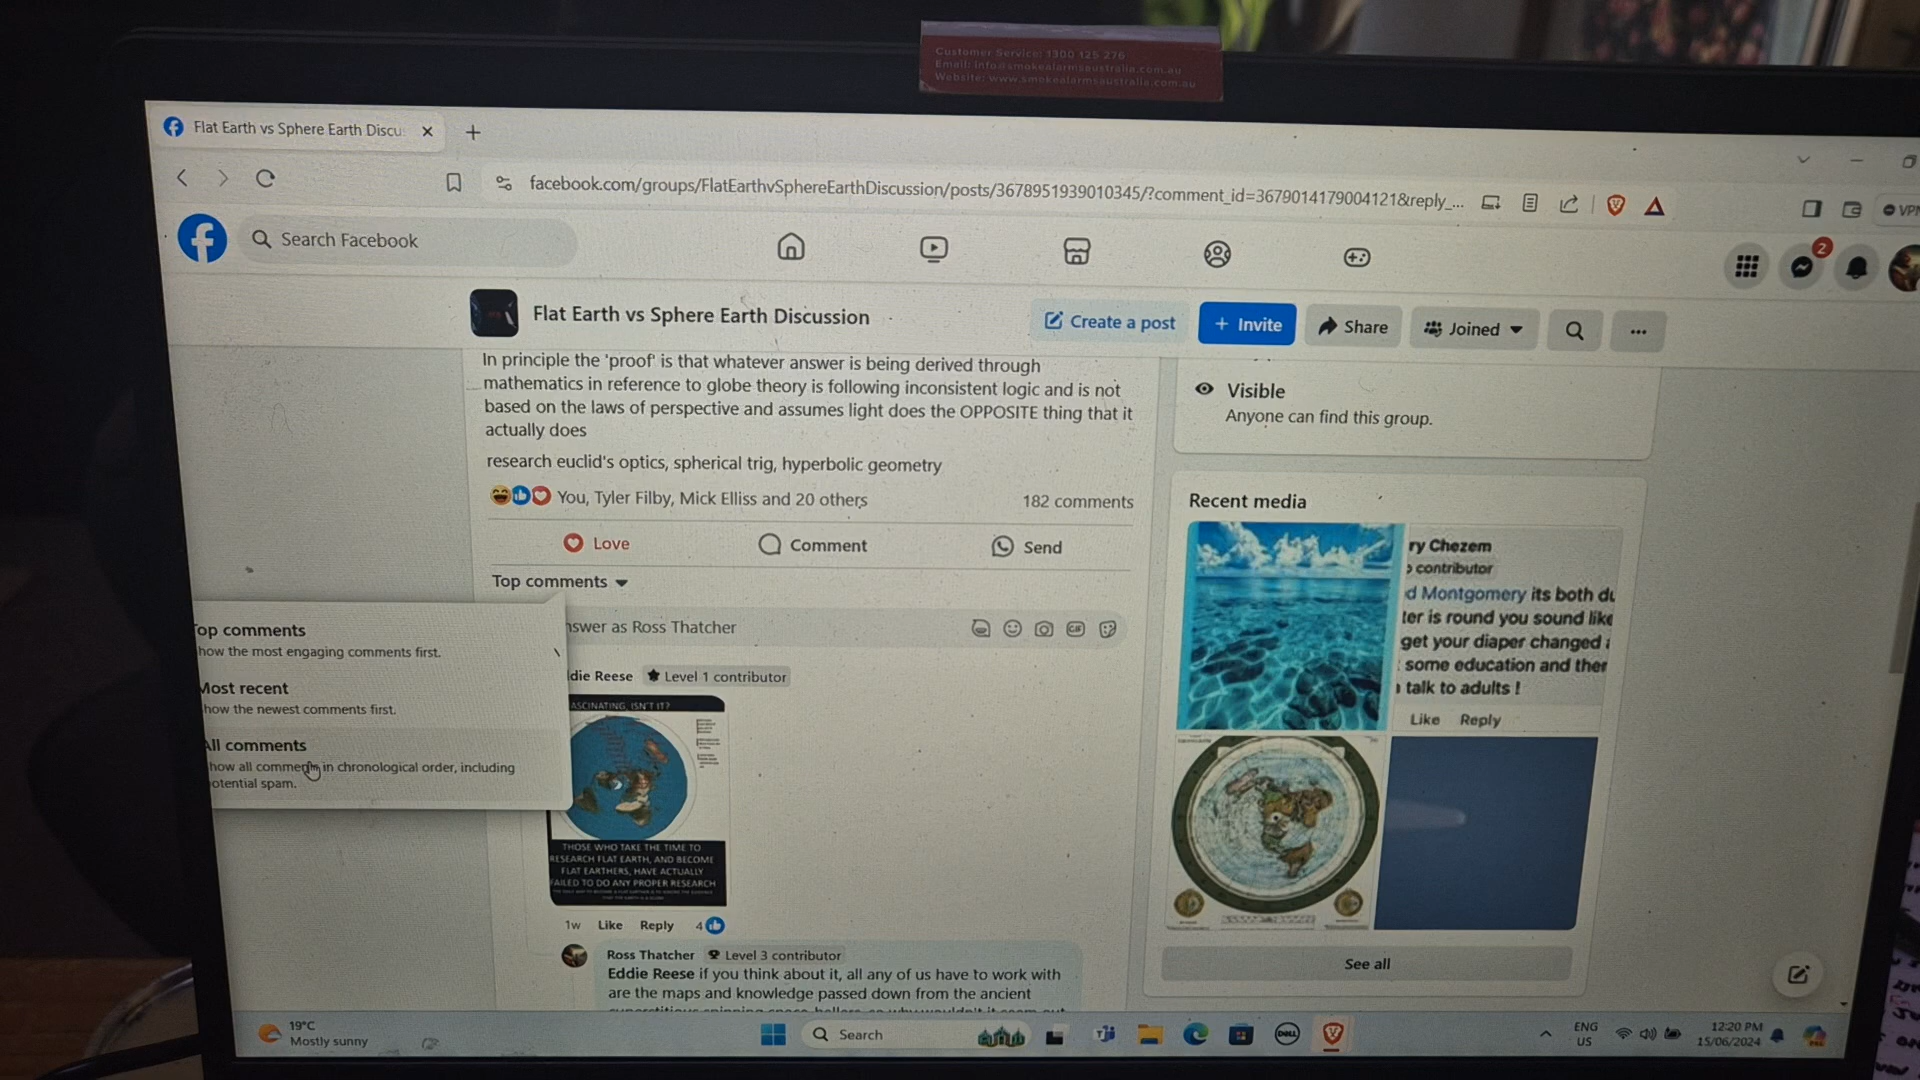 Customer Service: 1300 125 276
Email: info@smokealarmsaustralia.com.au
Website: www.smokealarmsaustralia.com.au
Flat Earth vs Sphere Earth Discu
facebook.com/groups/FlatEarthvSphereEarthDiscussion/posts/3678951939010345/?comment_id=3679014179004121&reply_...
VPN
Search Facebook
2
Flat Earth vs Sphere Earth Discussion
Create a post
+ Invite
Share
Joined
In principle the 'proof' is that whatever answer is being derived through
mathematics in reference to globe theory is following inconsistent logic and is not
based on the laws of perspective and assumes light does the OPPOSITE thing that it
actually does
research euclid's optics, spherical trig, hyperbolic geometry
You, Tyler Filby, Mick Elliss and 20 others
182 comments
Love
Comment
Send
Top comments
op comments
how the most engaging comments first.
Most recent
how the newest comments first.
All comments
how all comments in chronological order, including
otential spam.
nswer as Ross Thatcher
GIF
die Reese
Level 1 contributor
ASCINATING, ISN'T IT?
THOSE WHO TAKE THE TIME TO
RESEARCH FLAT EARTH, AND BECOME
FLAT EARTHERS, HAVE ACTUALLY
FAILED TO DO ANY PROPER RESEARCH
1w Like Reply 4
Ross Thatcher Level 3 contributor
Eddie Reese if you think about it, all any of us have to work with
are the maps and knowledge passed down from the ancient
Visible
Anyone can find this group.
Recent media
ry Chezem
contributor
d Montgomery its both du
ter is round you sound like
get your diaper changed
some education and ther
talk to adults !
Like Reply
See all
19°C
Mostly sunny
Search
DELL
ENG
US
12:20 PM
15/06/2024